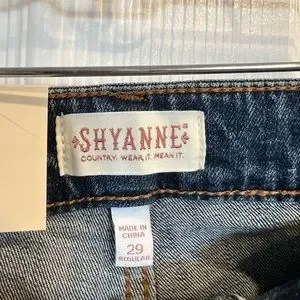 SHYANNE®
COUNTRY. WEAR IT. MEAN IT.
MADE IN
CHINA
29
REGULAR